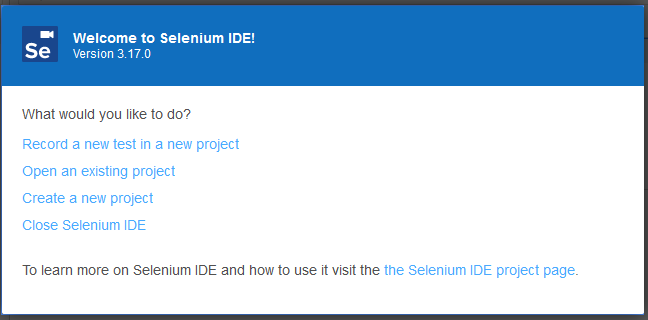 Se
Welcome to Selenium IDE!
Version 3.17.0
What would you like to do?
Record a new test in a new project
Open an existing project
Create a new project
Close Selenium IDE
To learn more on Selenium IDE and how to use it visit the the Selenium IDE project page.